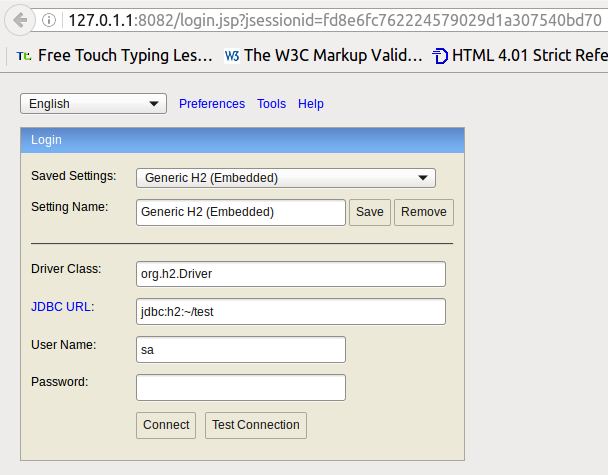 127.0.1.1:8082/login.jsp?jsessionid=fd8e6fc762224579029d1a307540bd70
Tt. Free Touch Typing Les... W3 The W3C Markup Valid... D HTML 4.01 Strict Refe
English Preferences Tools Help
Login
Saved Settings: Generic H2 (Embedded)
Setting Name: Generic H2 (Embedded) Save Remove
Driver Class: org.h2.Driver
JDBC URL: jdbc:h2:~/test
User Name: sa
Password:
Connect Test Connection